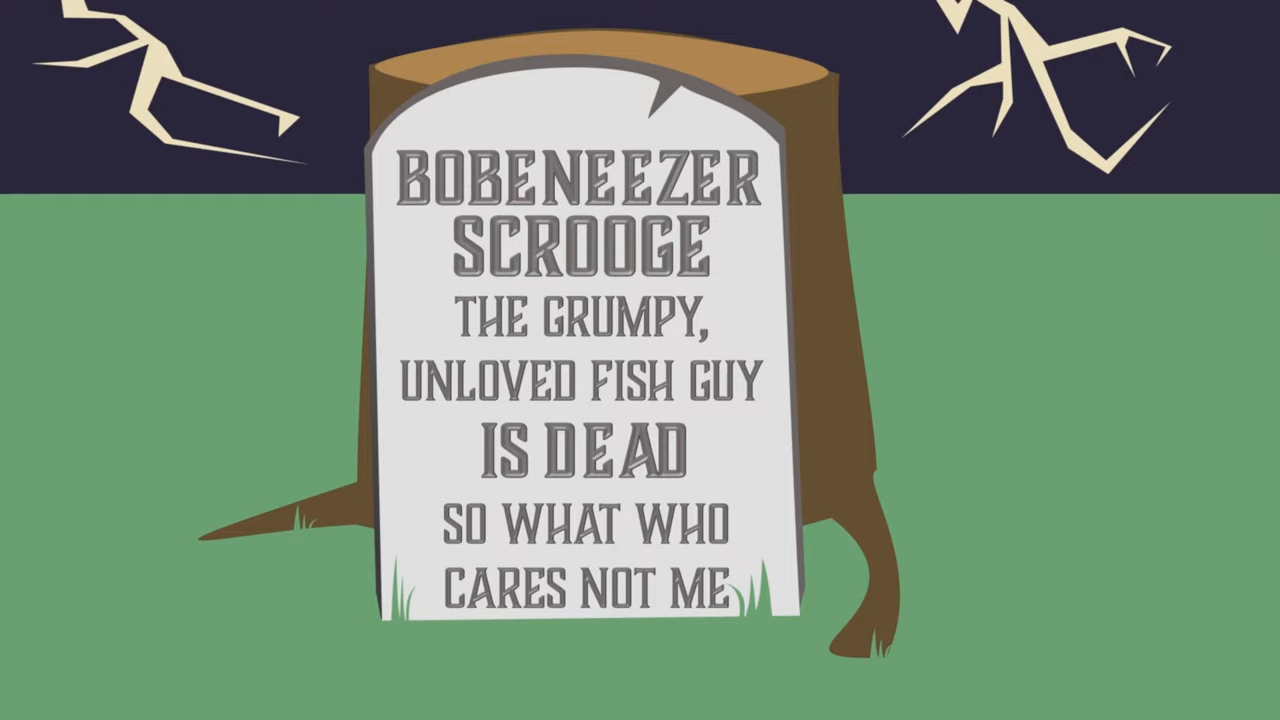 BOBENEEZER
SCROOGE
THE GRUMPY,
UNLOVED FISH GUY
IS DEAD
SO WHAT WHO
CARES NOT ME